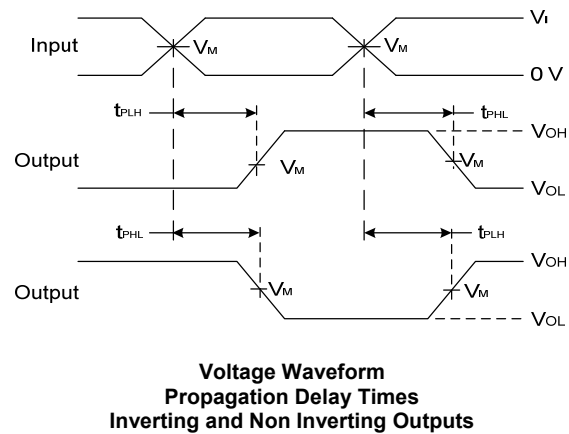 VI
Input VM VM
0 V
tPLH tPHL
VOH
Output VM VM
VOL
tPHL tPLH
VOH
Output VM VM
VOL
Voltage Waveform
Propagation Delay Times
Inverting and Non Inverting Outputs